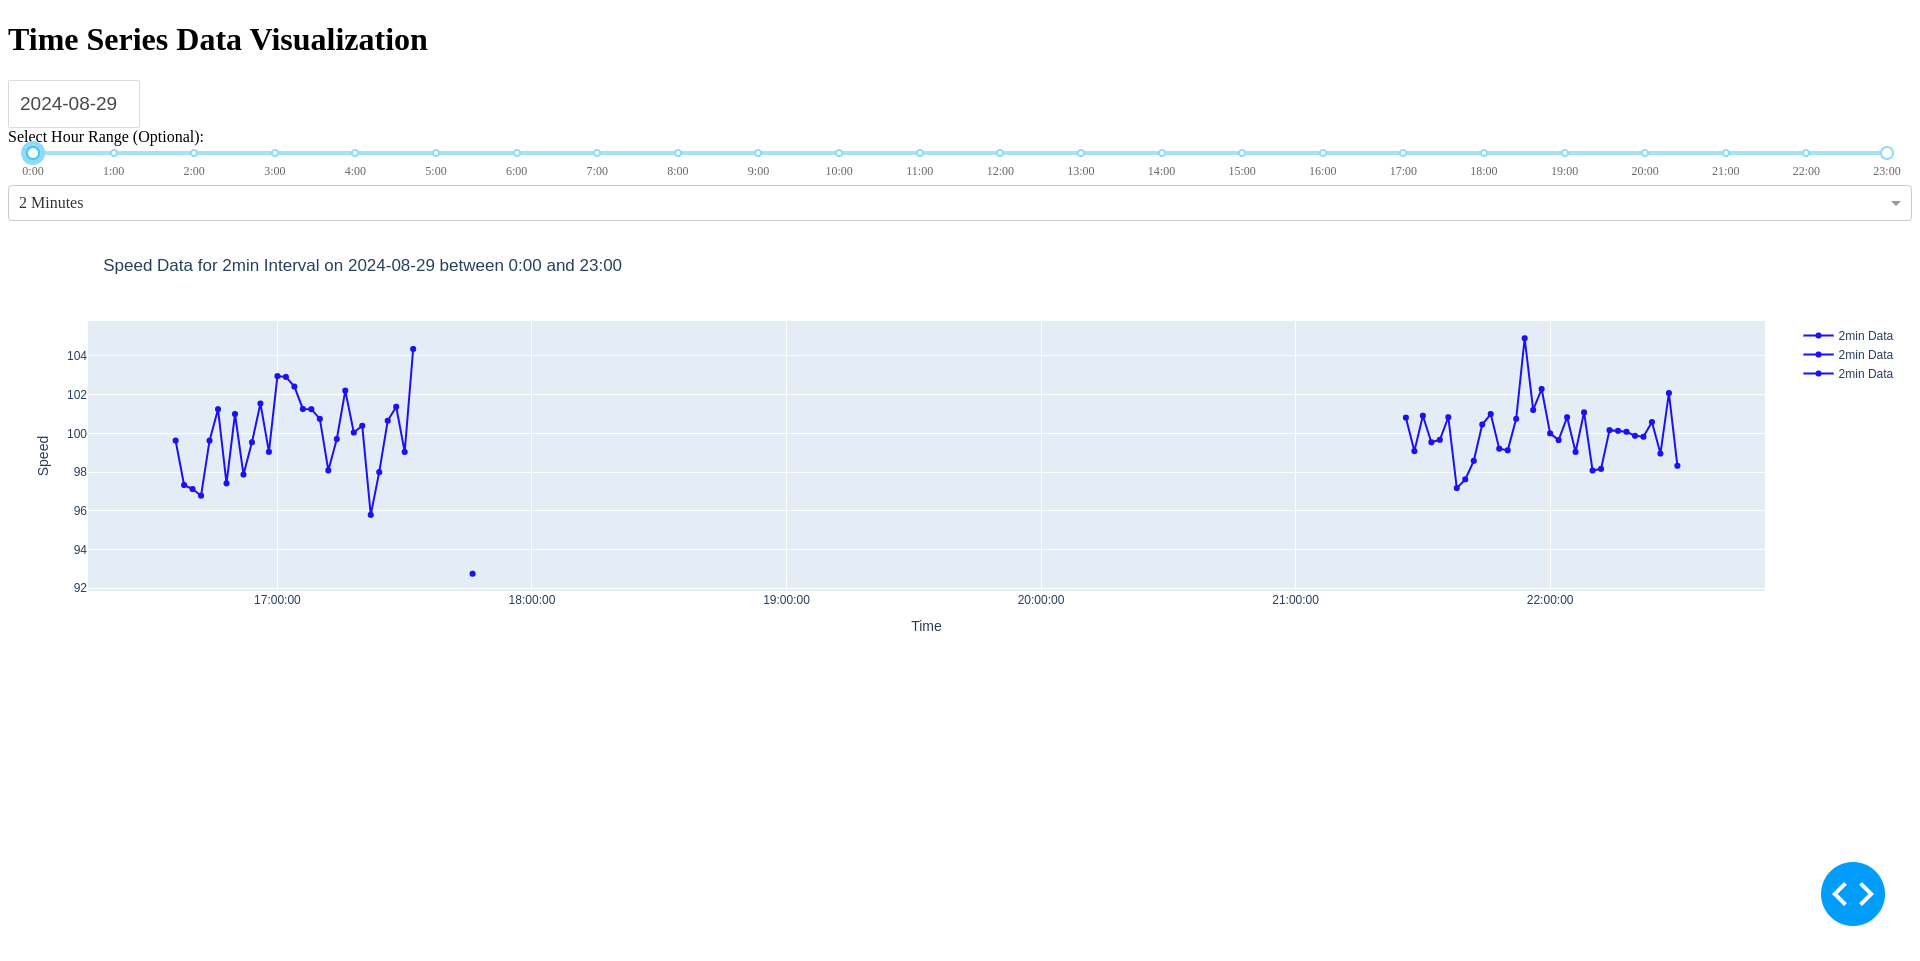 Time Series Data Visualization
2024-08-29
Select Hour Range (Optional):
0:00 1:00 2:00 3:00 4:00 5:00 6:00 7:00 8:00 9:00 10:00 11:00 12:00 13:00 14:00 15:00 16:00 17:00 18:00 19:00 20:00 21:00 22:00 23:00
2 Minutes
Speed Data for 2min Interval on 2024-08-29 between 0:00 and 23:00
2min Data
2min Data
2min Data
104
102
100
98
96
94
92
Speed
17:00:00 18:00:00 19:00:00 20:00:00 21:00:00 22:00:00
Time